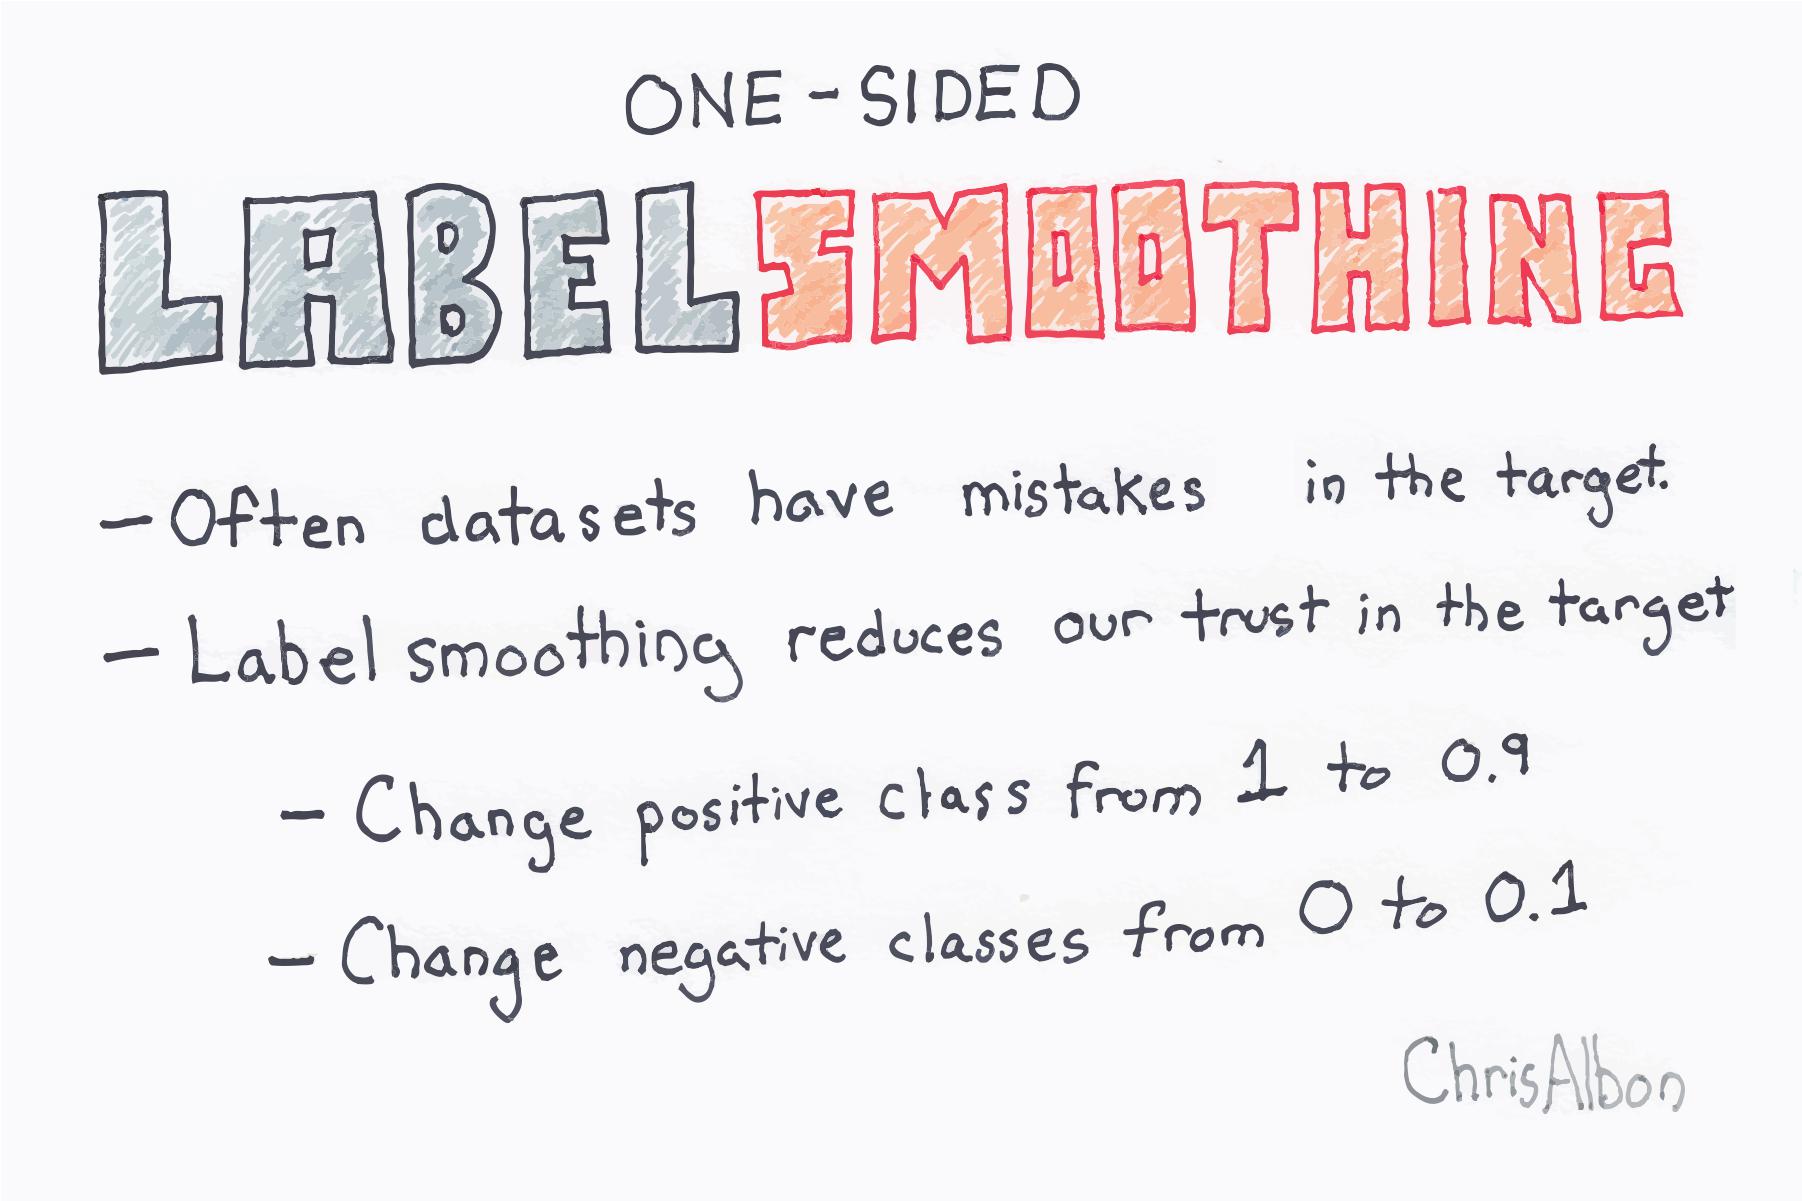 ONE-SIDED
LABEL SMOOTHING
- Often datasets have mistakes in the target.
- Label smoothing reduces our trust in the target
- Change positive class from 1 to 0.9
- Change negative classes from 0 to 0.1
ChrisAlbon